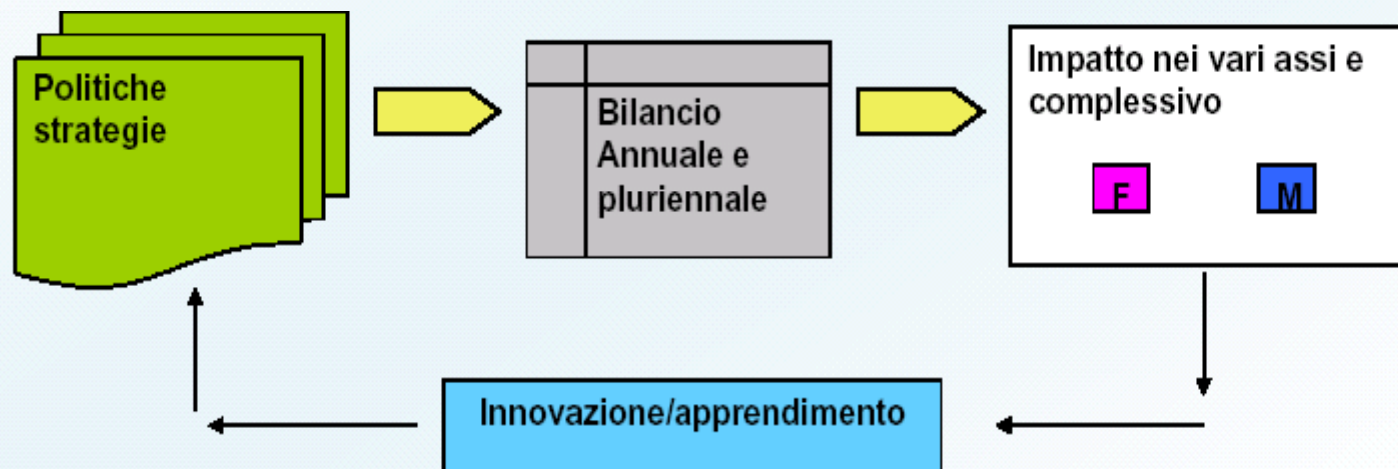 Politiche
strategie
Bilancio
Annuale e
pluriennale
Impatto nei vari assi e
complessivo
F
M
Innovazione/apprendimento